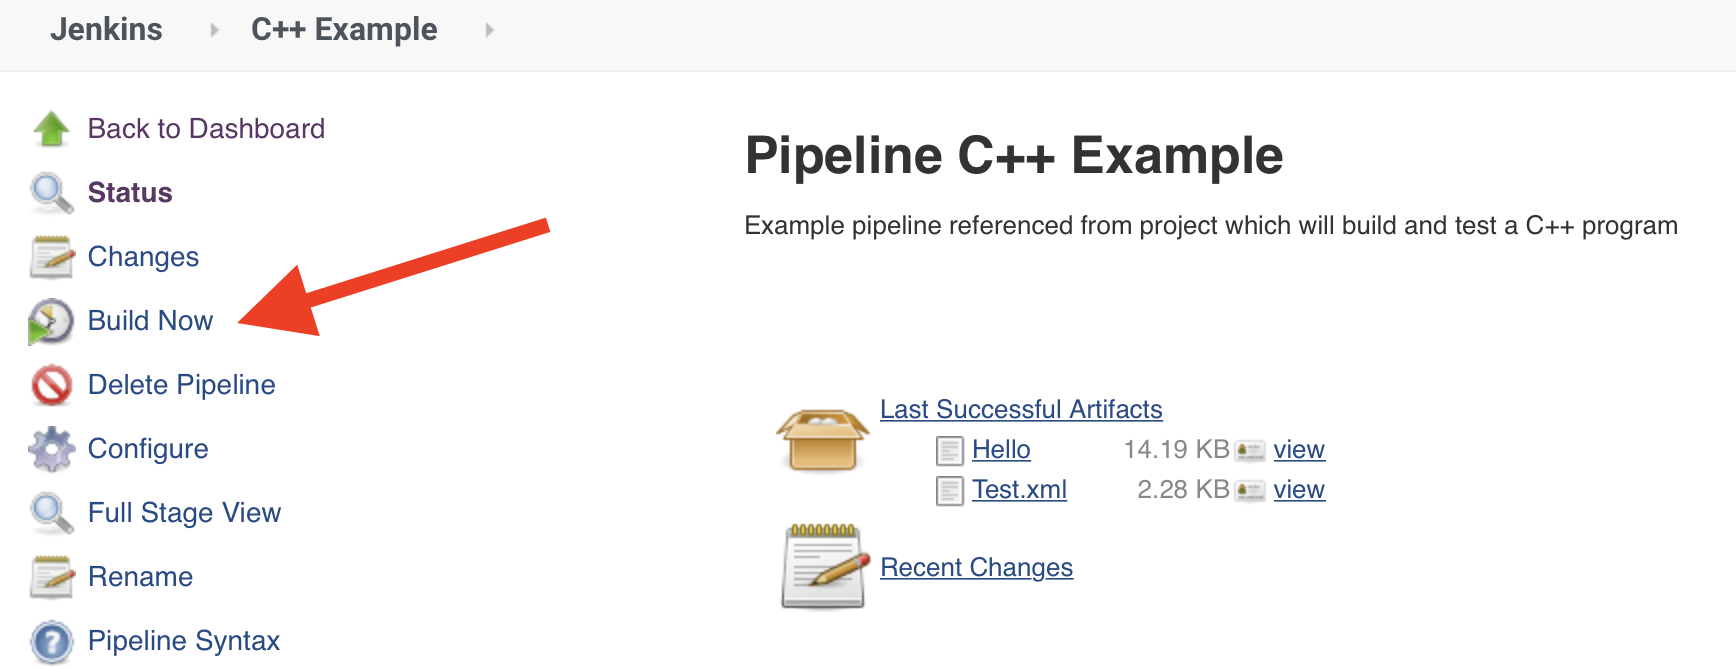 Jenkins C++ Example
Back to Dashboard
Status
Changes
Build Now
Delete Pipeline
Configure
Full Stage View
Rename
Pipeline Syntax
Pipeline C++ Example
Example pipeline referenced from project which will build and test a C++ program
Last Successful Artifacts
Hello 14.19 KB view
Test.xml 2.28 KB view
Recent Changes